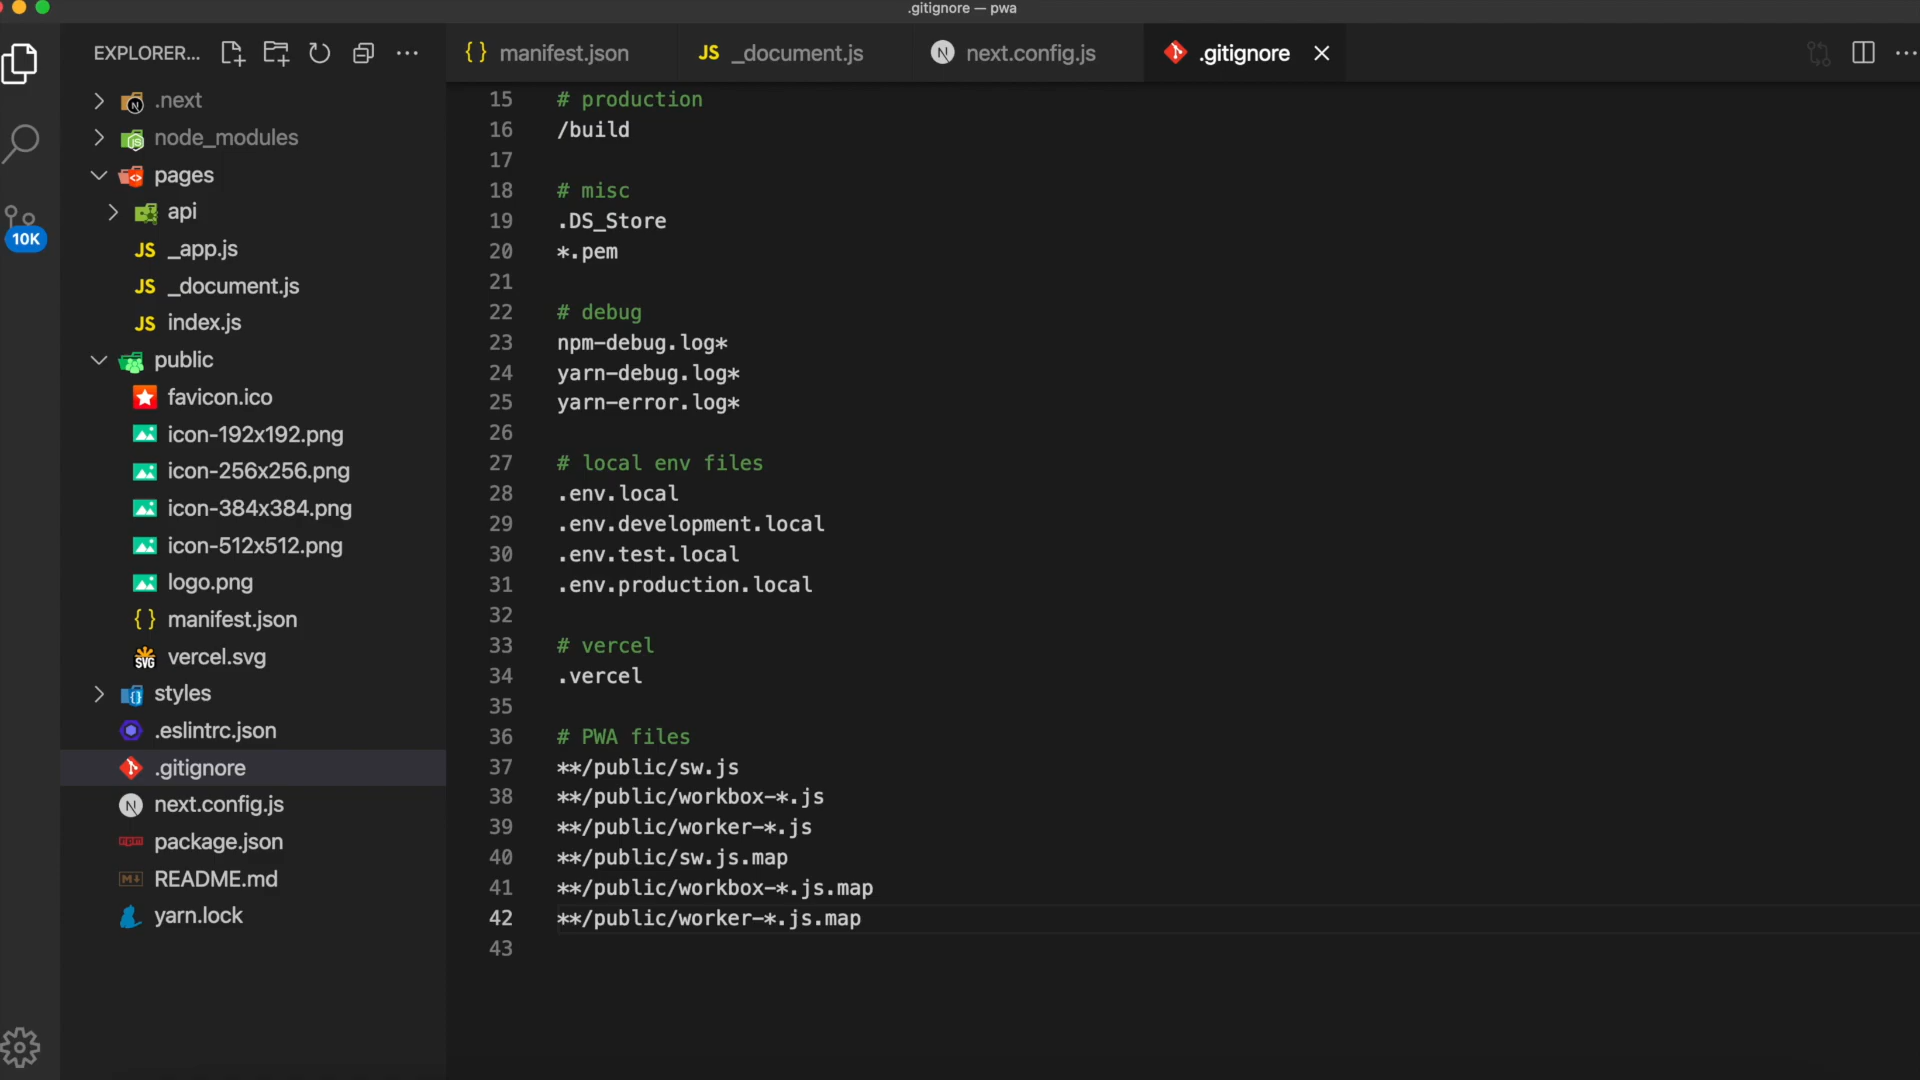 .gitignore — pwa
EXPLORER...
manifest.json
JS _document.js
N next.config.js
.gitignore
10K
N .next
JS node_modules
pages
api
JS _app.js
JS _document.js
JS index.js
public
favicon.ico
icon-192x192.png
icon-256x256.png
icon-384x384.png
icon-512x512.png
logo.png
{ } manifest.json
SVG vercel.svg
styles
.eslintrc.json
.gitignore
N next.config.js
npm package.json
M README.md
yarn.lock
15 # production
16 /build
17
18 # misc
19 .DS_Store
20 *.pem
21
22 # debug
23 npm-debug.log*
24 yarn-debug.log*
25 yarn-error.log*
26
27 # local env files
28 .env.local
29 .env.development.local
30 .env.test.local
31 .env.production.local
32
33 # vercel
34 .vercel
35
36 # PWA files
37 **/public/sw.js
38 **/public/workbox-*.js
39 **/public/worker-*.js
40 **/public/sw.js.map
41 **/public/workbox-*.js.map
42 **/public/worker-*.js.map
43